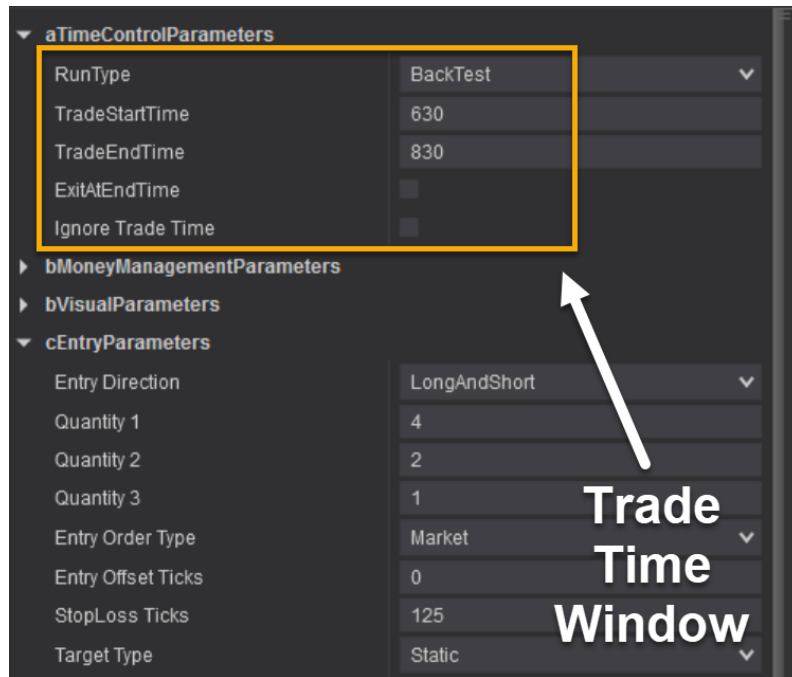 aTimeControlParameters
RunType BackTest
TradeStartTime 630
TradeEndTime 830
ExitAtEndTime
Ignore Trade Time
bMoneyManagementParameters
bVisualParameters
cEntryParameters
Entry Direction LongAndShort
Quantity 1 4
Quantity 2 2
Quantity 3 1
Entry Order Type Market
Entry Offset Ticks 0
StopLoss Ticks 125
Target Type Static
Trade
Time
Window